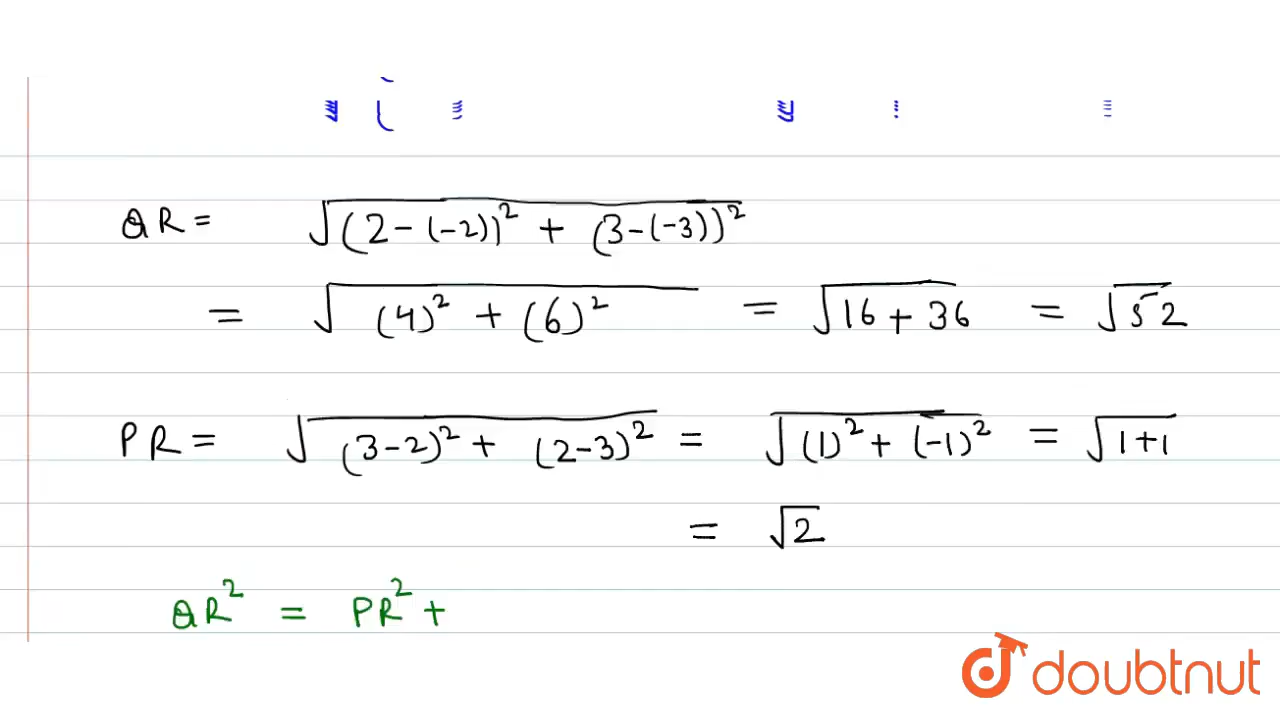 QR = √(2-(-2))² + (3-(-3))²
= √(4)² + (6)² = √16 + 36 = √52
PR = √(3-2)² + (2-3)² = √(1)² + (-1)² = √1+1
= √2
QR² = PR² +
doubtnut